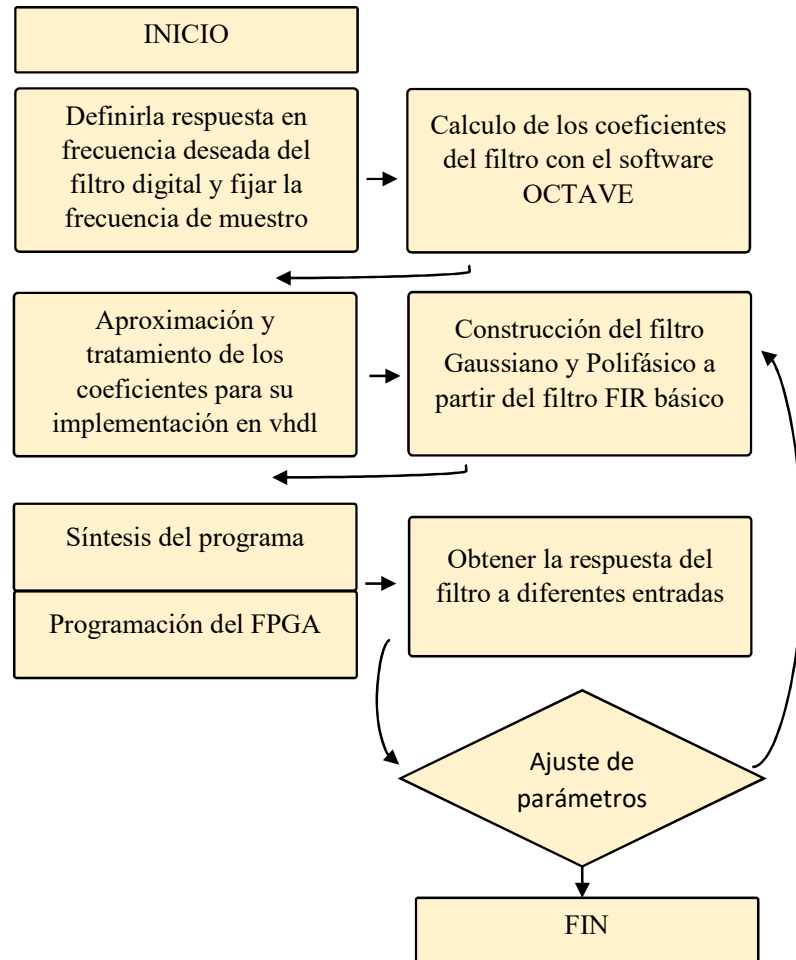 INICIO
Definirla respuesta en
frecuencia deseada del
filtro digital y fijar la
frecuencia de muestro
Calculo de los coeficientes
del filtro con el software
OCTAVE
Aproximación y
tratamiento de los
coeficientes para su
implementación en vhdl
Construcción del filtro
Gaussiano y Polifásico a
partir del filtro FIR básico
Síntesis del programa
Programación del FPGA
Obtener la respuesta del
filtro a diferentes entradas
Ajuste de
parámetros
FIN